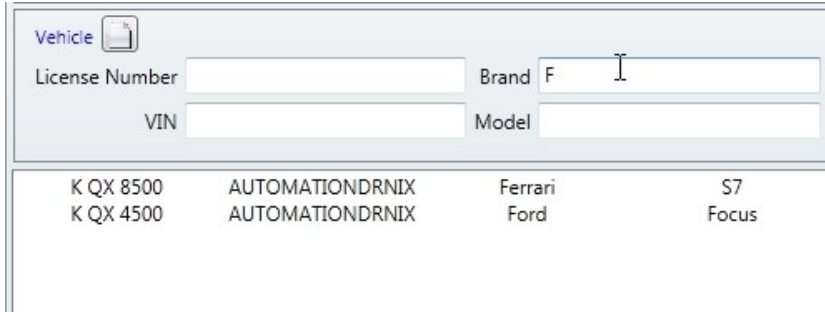 Vehicle
License Number Brand F
VIN Model
K QX 8500 AUTOMATIONDRNIX Ferrari S7
K QX 4500 AUTOMATIONDRNIX Ford Focus